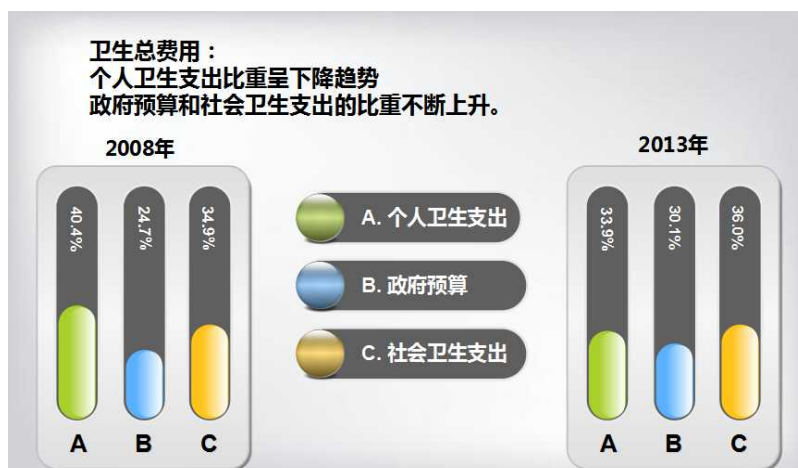 卫生总费用：
个人卫生支出比重呈下降趋势
政府预算和社会卫生支出的比重不断上升。
2008年
40.4%
24.7%
34.9%
A
B
C
A. 个人卫生支出
B. 政府预算
C. 社会卫生支出
2013年
33.9%
30.1%
36.0%
A
B
C